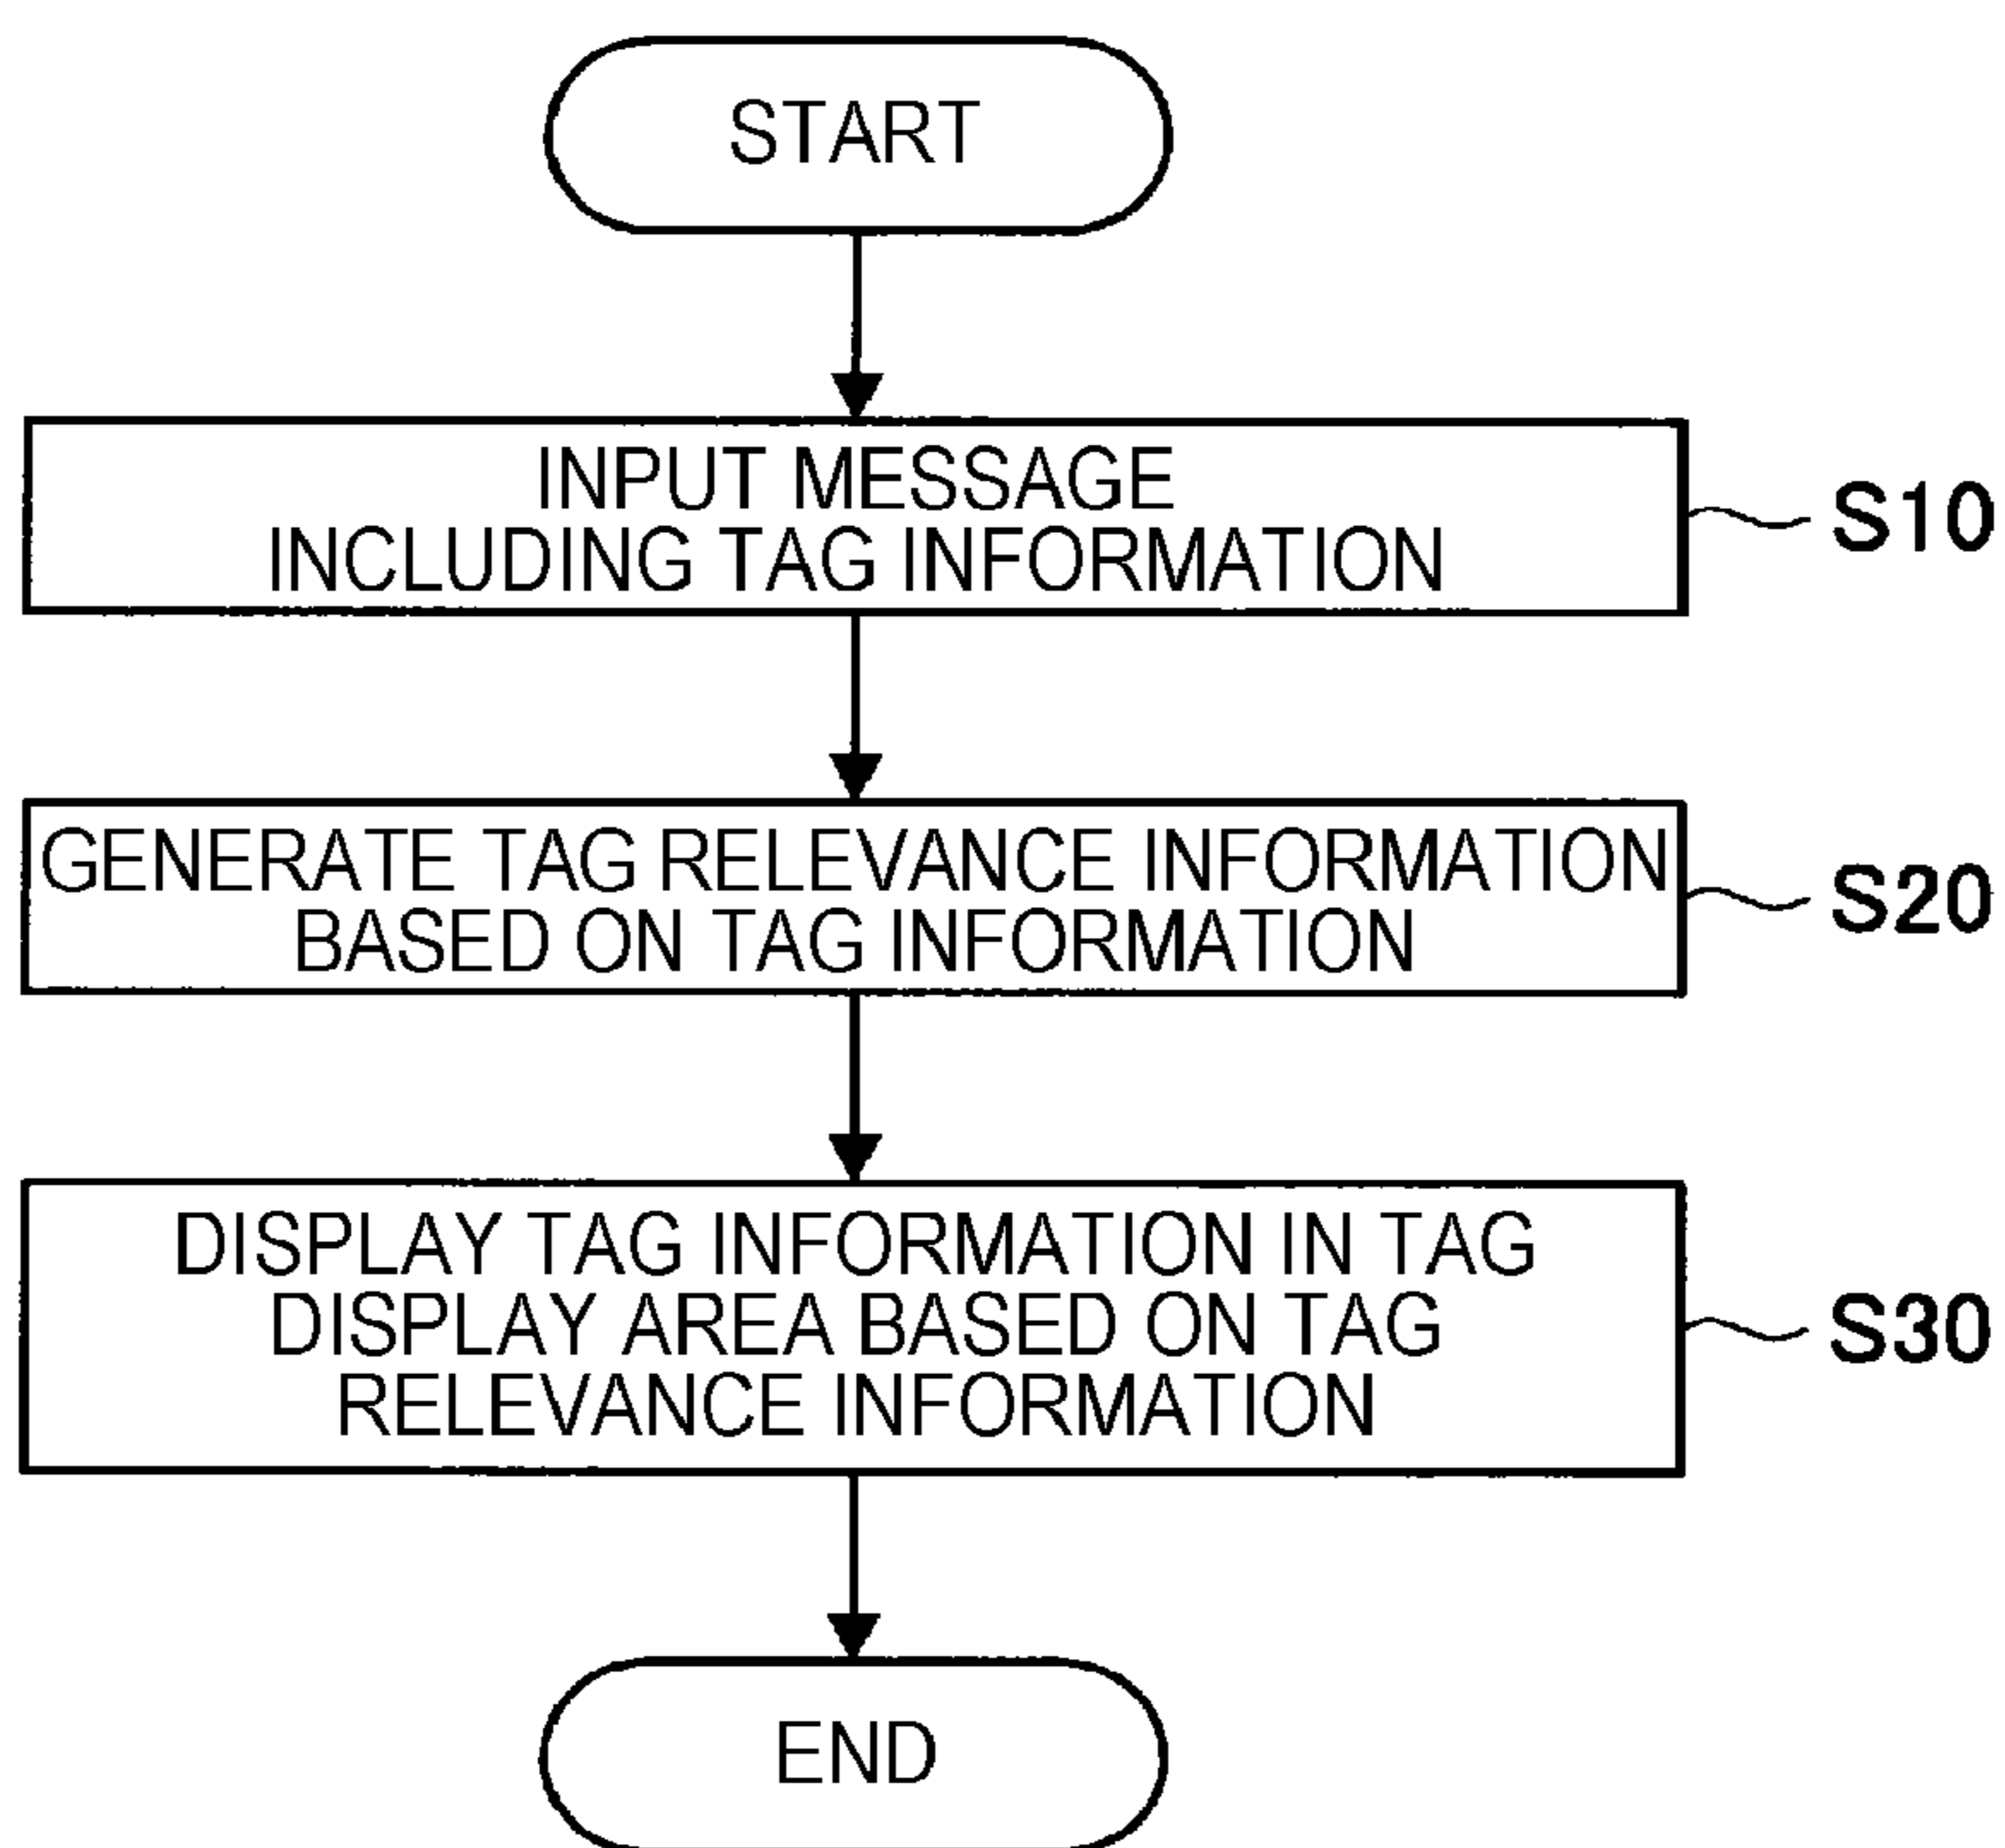 START
INPUT MESSAGE
INCLUDING TAG INFORMATION
S10
GENERATE TAG RELEVANCE INFORMATION
BASED ON TAG INFORMATION
S20
DISPLAY TAG INFORMATION IN TAG
DISPLAY AREA BASED ON TAG
RELEVANCE INFORMATION
S30
END